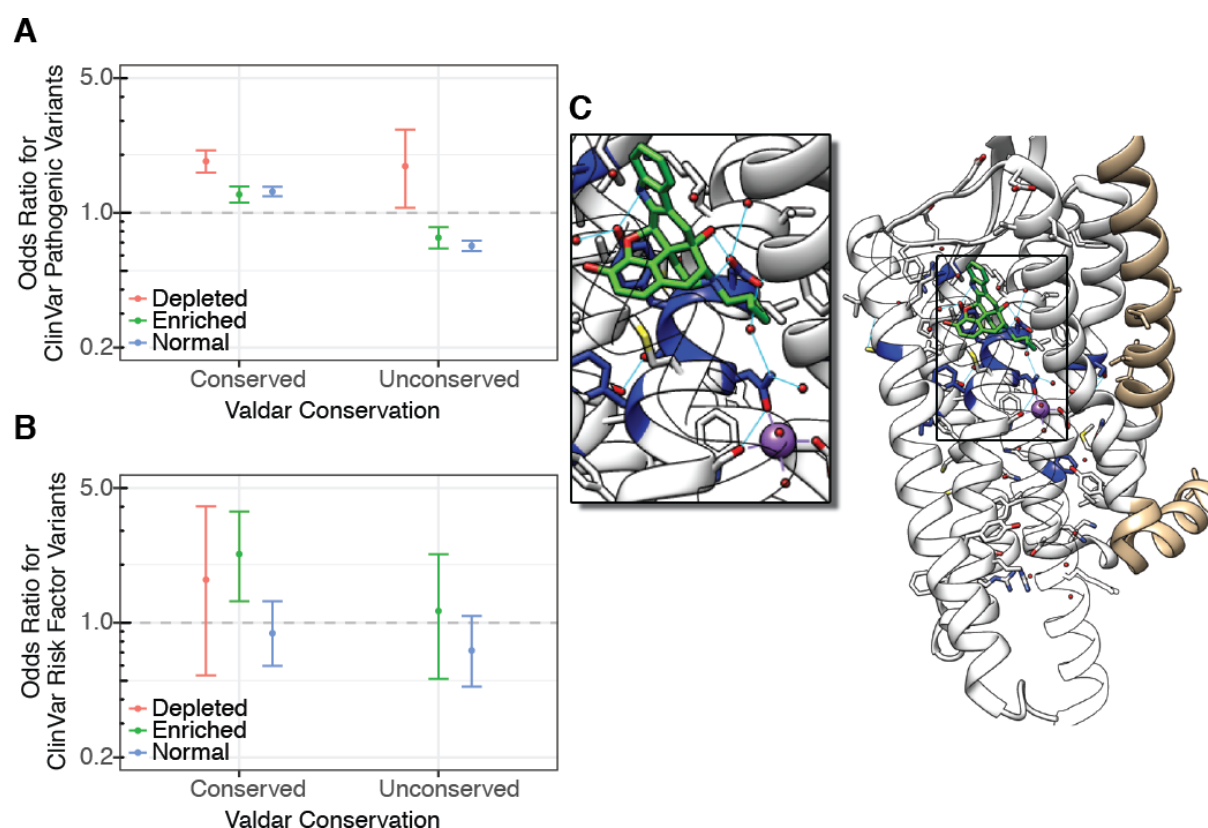 A
Odds Ratio for
ClinVar Pathogenic Variants
5.0
1.0
0.2
Depleted
Enriched
Normal
Conserved
Unconserved
Valdar Conservation
B
Odds Ratio for
ClinVar Risk Factor Variants
5.0
1.0
0.2
Depleted
Enriched
Normal
Conserved
Unconserved
Valdar Conservation
C